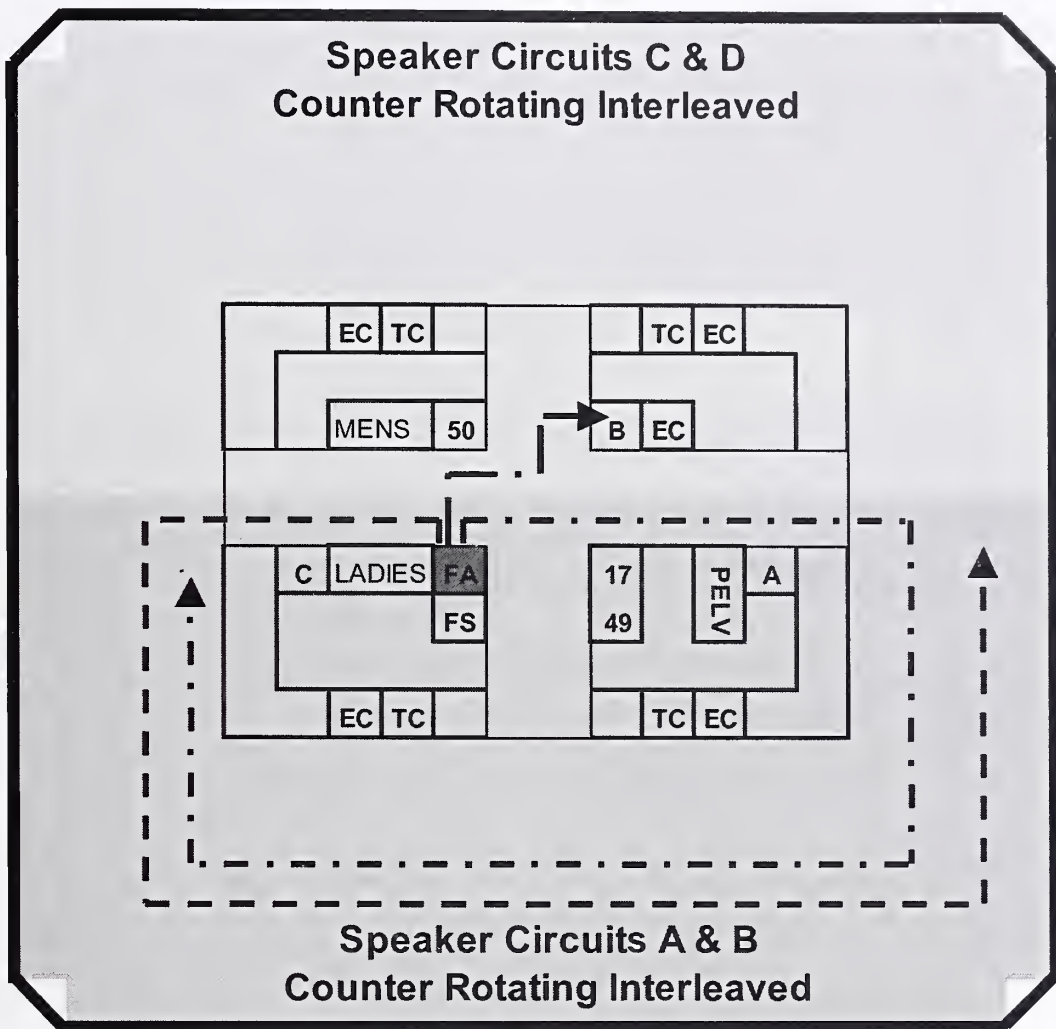 Speaker Circuits C & D
Counter Rotating Interleaved
EC TC TC EC
MENS 50 B EC
C LADIES FA 17 PELV A
FS 49
EC TC TC EC
Speaker Circuits A & B
Counter Rotating Interleaved